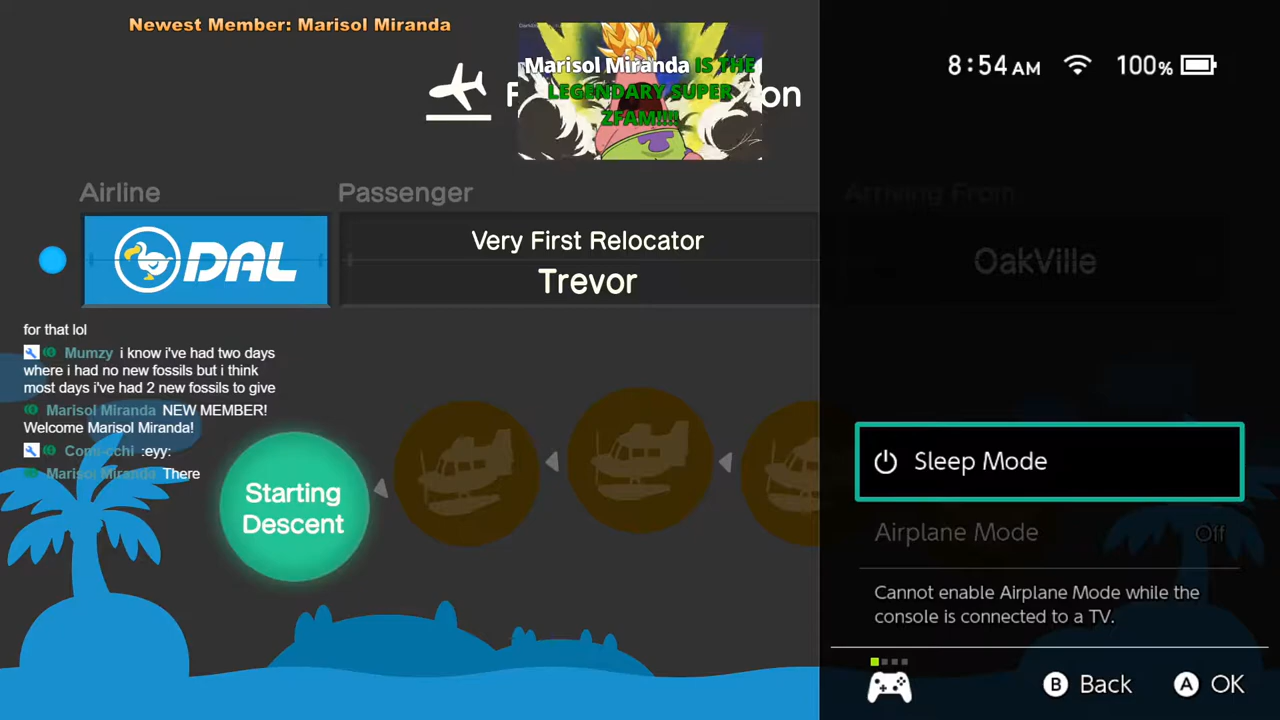 Newest Member: Marisol Miranda
Marisol Miranda IS THE
LEGENDARY SUPER
ZFAM!!!!
8:54 AM 100%
Airline
Passenger
Arriving From
DAL
Very First Relocator
Trevor
OakVille
for that lol
Mumzy i know i've had two days
where i had no new fossils but i think
most days i've had 2 new fossils to give
Marisol Miranda NEW MEMBER!
Welcome Marisol Miranda!
:eyy:
Marisol Miranda There
Starting
Descent
Sleep Mode
Airplane Mode Off
Cannot enable Airplane Mode while the
console is connected to a TV.
B Back A OK